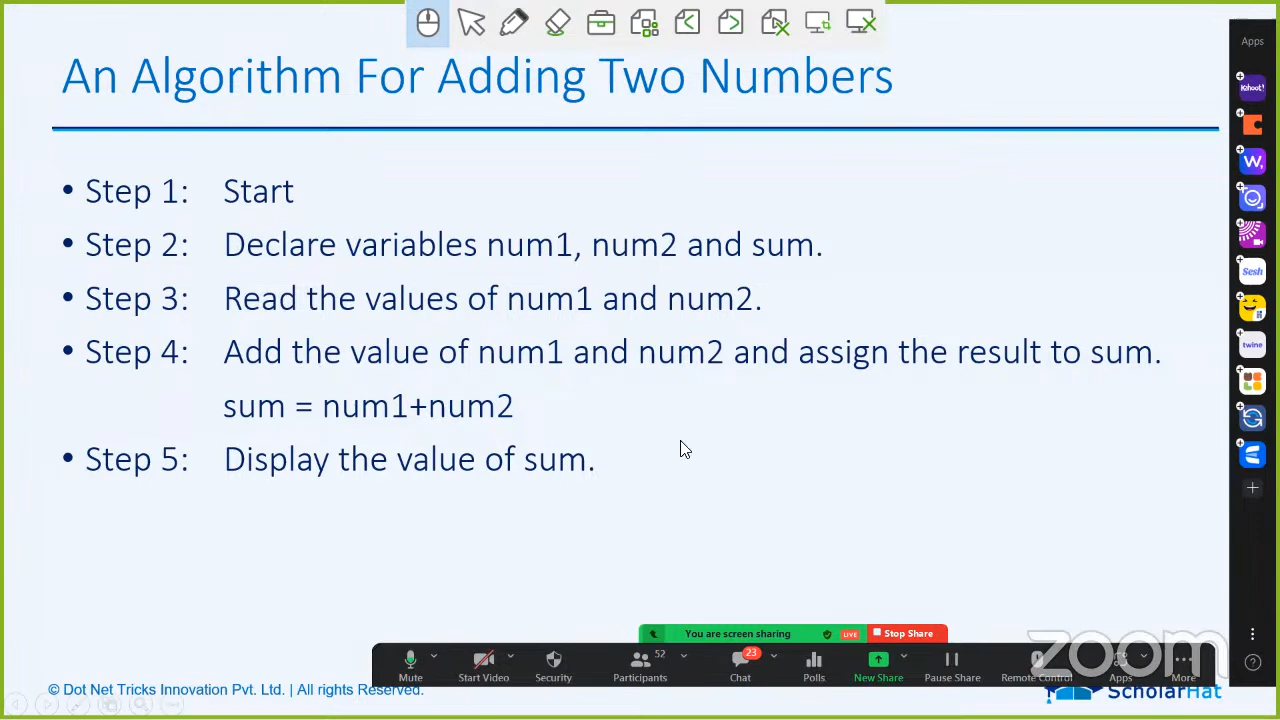 An Algorithm For Adding Two Numbers
Apps
Kahoot!
W
• Step 1: Start
• Step 2: Declare variables num1, num2 and sum.
Sesh
• Step 3: Read the values of num1 and num2.
twine
• Step 4: Add the value of num1 and num2 and assign the result to sum.
sum = num1+num2
• Step 5: Display the value of sum.
You are screen sharing LIVE Stop Share
zoom
52 23
Mute Start Video Security Participants Chat Polls New Share Pause Share Remote Control Apps More
© Dot Net Tricks Innovation Pvt. Ltd. | All rights Reserved.
ScholarHat